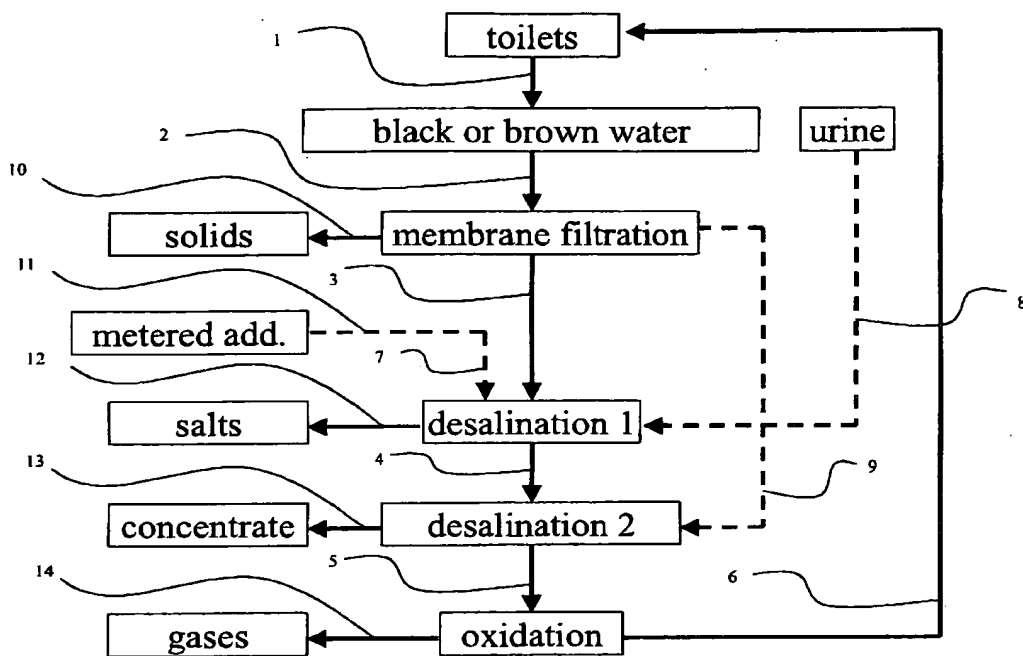 toilets
1
black or brown water
urine
2
10
solids
membrane filtration
11
3
8
metered add.
7
12
salts
desalination 1
4
9
13
concentrate
desalination 2
5
6
14
gases
oxidation